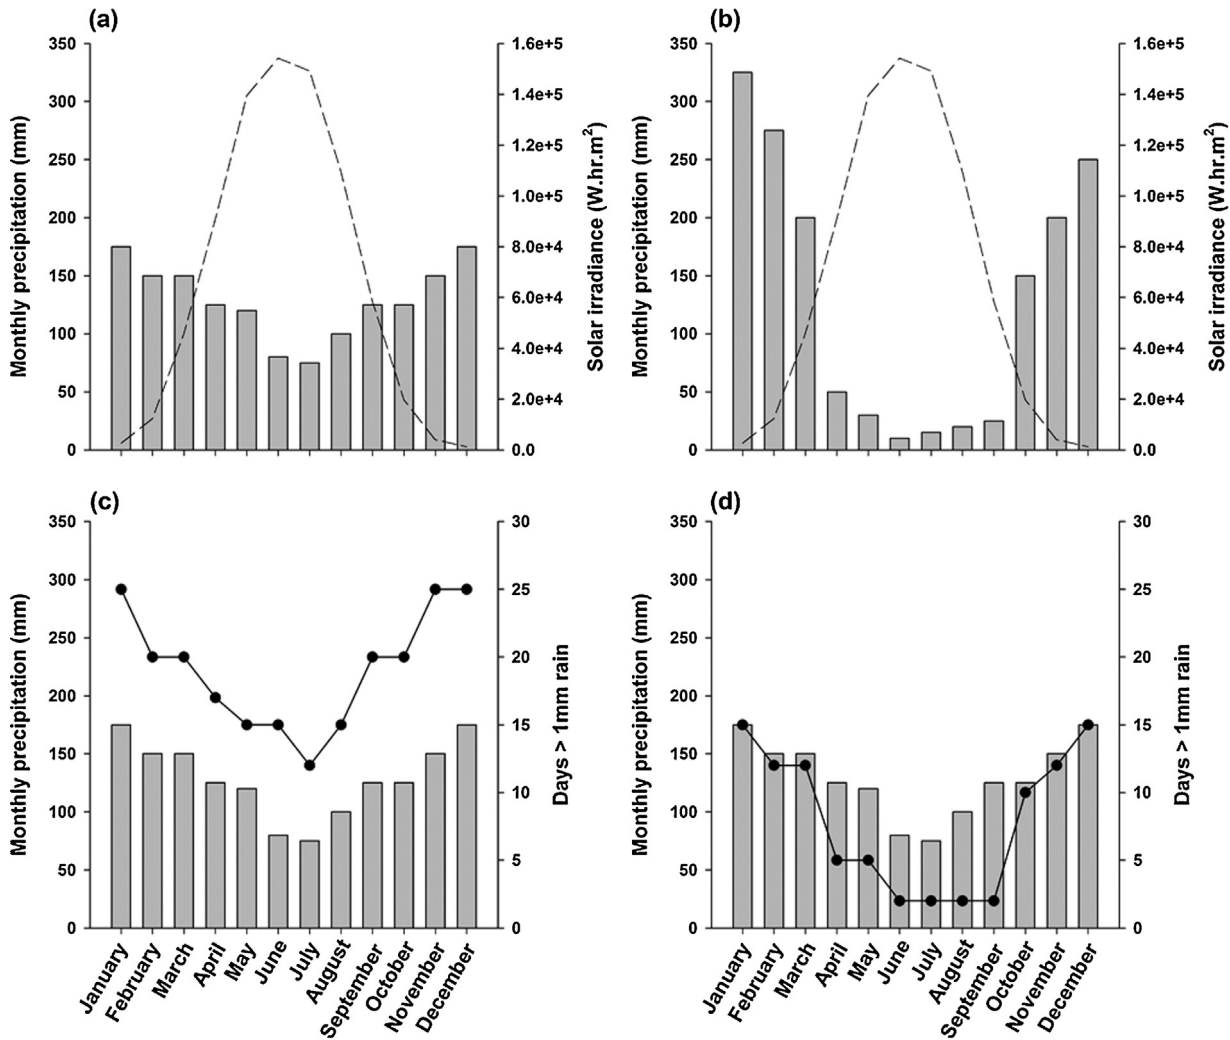 (a)
350
300
250
200
150
100
50
0
Monthly precipitation (mm)
1.6e+5
1.4e+5
1.2e+5
1.0e+5
8.0e+4
6.0e+4
4.0e+4
2.0e+4
0.0
Solar irradiance (W.hr.m²)
(b)
350
300
250
200
150
100
50
0
Monthly precipitation (mm)
1.6e+5
1.4e+5
1.2e+5
1.0e+5
8.0e+4
6.0e+4
4.0e+4
2.0e+4
0.0
Solar irradiance (W.hr.m²)
(c)
350
300
250
200
150
100
50
0
Monthly precipitation (mm)
30
25
20
15
10
5
0
Days > 1mm rain
January
February
March
April
May
June
July
August
September
October
November
December
(d)
350
300
250
200
150
100
50
0
Monthly precipitation (mm)
30
25
20
15
10
5
0
Days > 1mm rain
January
February
March
April
May
June
July
August
September
October
November
December